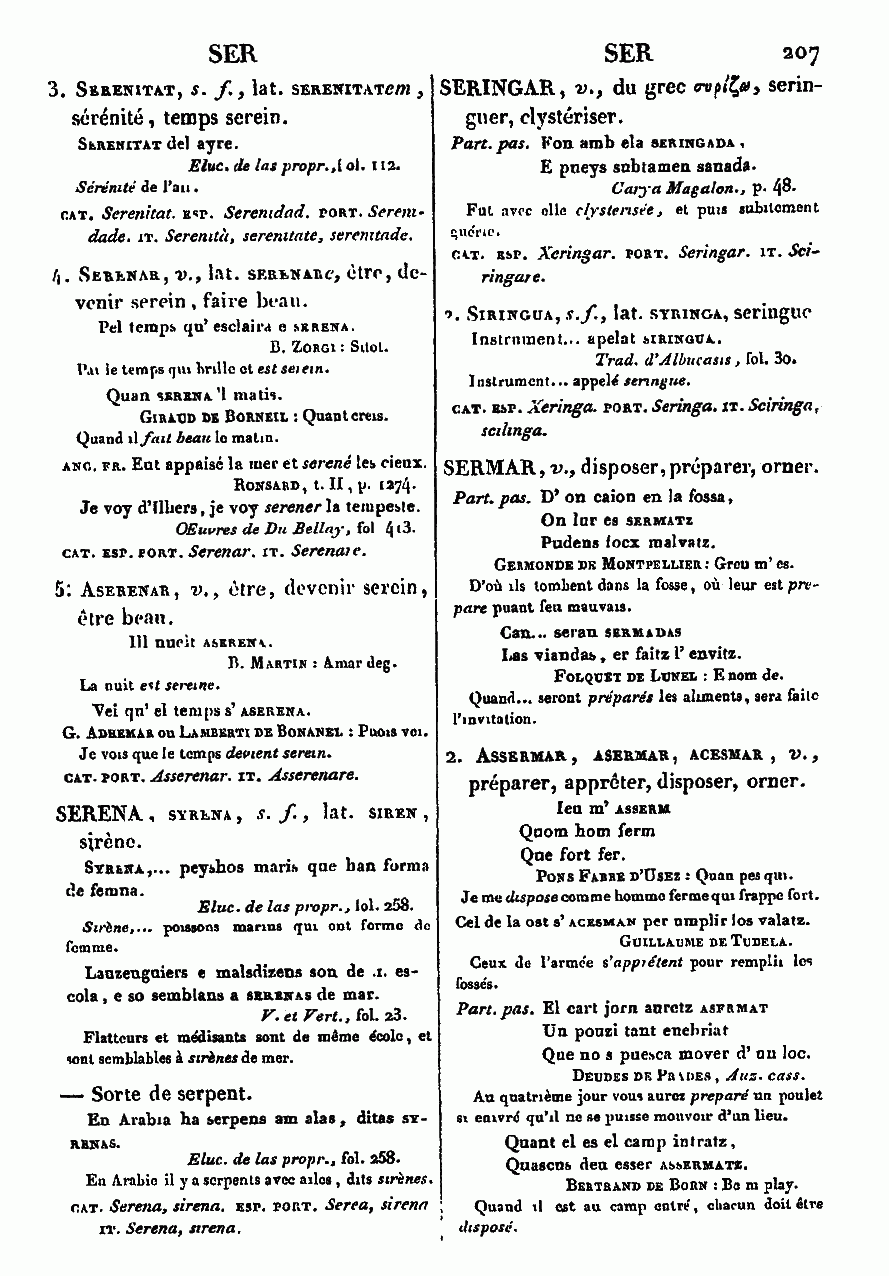 SER
SER 207
3. SERENITAT, s. f., lat. SERENITATem,
sérénité, temps serein.
SERENITAT del ayre.
Eluc. de las propr., fol. 112.
Sérénité de l'air.
CAT. Serenitat. ESP. Serenidad. PORT. Sereni-
dade. IT. Serenità, serenitate, serenitade.
4. SERENAR, v., lat. SERENARE, être, de-
venir serein, faire beau.
Pel temps qu' esclaira e SERENA.
B. ZORGI : Sitot.
Par le temps qui brille et est serein.
Quan SERENA 'l matis.
GIRAUD DE BORNEIL : Quant creis.
Quand il fait beau le matin.
ANC. FR. Eut appaisé la mer et serené les cieux.
RONSARD, t. II, p. 1274.
Je voy d'Illiers, je voy serener la tempeste.
OEuvres de Du Bellay, fol 413.
CAT. ESP. PORT. Serenar. IT. Serenare.
5. ASERENAR, v., être, devenir serein,
être beau.
Ill nueit ASERENA.
B. MARTIN : Amar deg.
La nuit est sereine.
Vei qu' el temps s' ASERENA.
G. ADHEMAR ou LAMBERTI DE BONANEL : Puois vei.
Je vois que le temps devient serein.
CAT. PORT. Asserenar. IT. Asserenare.
SERENA, SYRENA, s. f., lat. SIREN,
sirène.
SYRENA,... peyshos maris que han forma
de femna.
Eluc. de las propr., fol. 258.
Sirène,... poissons marins qui ont forme de
femme.
Lauzenguiers e malsdizens son de .I. es-
cola, e so semblans a SERENAS de mar.
V. et Vert., fol. 23.
Flatteurs et médisants sont de même école, et
sont semblables à sirènes de mer.
— Sorte de serpent.
En Arabia ha serpens am alas, ditas SY-
RENAS.
Eluc. de las propr., fol. 258.
En Arabie il y a serpents avec ailes, dits sirènes.
CAT. Serena, sirena. ESP. PORT. Serea, sirena
IT. Serena, sirena.
SERINGAR, v., du grec συρίζω, serin-
guer, clystériser.
Part. pas. Fon amb ela SERINGADA,
E pueys subtamen sanada.
Carya Magalon., p. 48.
Fut avec elle clysterisée, et puis subitement
guérie.
CAT. ESP. Xeringar. PORT. Seringar. IT. Sci-
ringare.
2. SIRINGUA, s. f., lat. SYRINGA, seringue
Instrument... apelat SIRINGUA.
Trad. d'Albucasis, fol. 30.
Instrument... appelé seringue.
CAT. ESP. Xeringa. PORT. Seringa. IT. Sciringa,
scilinga.
SERMAR, v., disposer, préparer, orner.
Part. pas. D' on caion en la fossa,
On lur es SERMATZ
Pudens focx malvatz.
GERMONDE DE MONTPELLIER : Greu m' es.
D'où ils tombent dans la fosse, où leur est pré-
pare puant feu mauvais.
Can... seran SERMADAS
Las viandas, er faitz l' envitz.
FOLQUET DE LUNEL : E nom de.
Quand... seront préparés les aliments, sera faite
l'invitation.
2. ASSERMAR, ASERMAR, ACESMAR, v.,
préparer, apprêter, disposer, orner.
Ieu m' ASSERM
Quom hom ferm
Que fort fer.
PONS FABRE D'UZEZ : Quan pes qui.
Je me dispose comme homme ferme qui frappe fort.
Cel de la ost s' ACESMAN per umplir los valatz.
GUILLAUME DE TUDELA.
Ceux de l'armée s'apprêtent pour remplir les
fossés.
Part. pas. El cart jorn auretz ASERMAT
Un pouzi tant enebriat
Que no s puesca mover d' un loc.
DEUDES DE PRADES, Auz. cass.
Au quatrième jour vous aurez preparé un poulet
si enivré qu'il ne se puisse mouvoir d'un lieu.
Quant el es el camp intratz,
Quascus deu esser ASSERMATZ.
BERTRAND DE BORN : Be m play.
Quand il est au camp entré, chacun doit être
disposé.